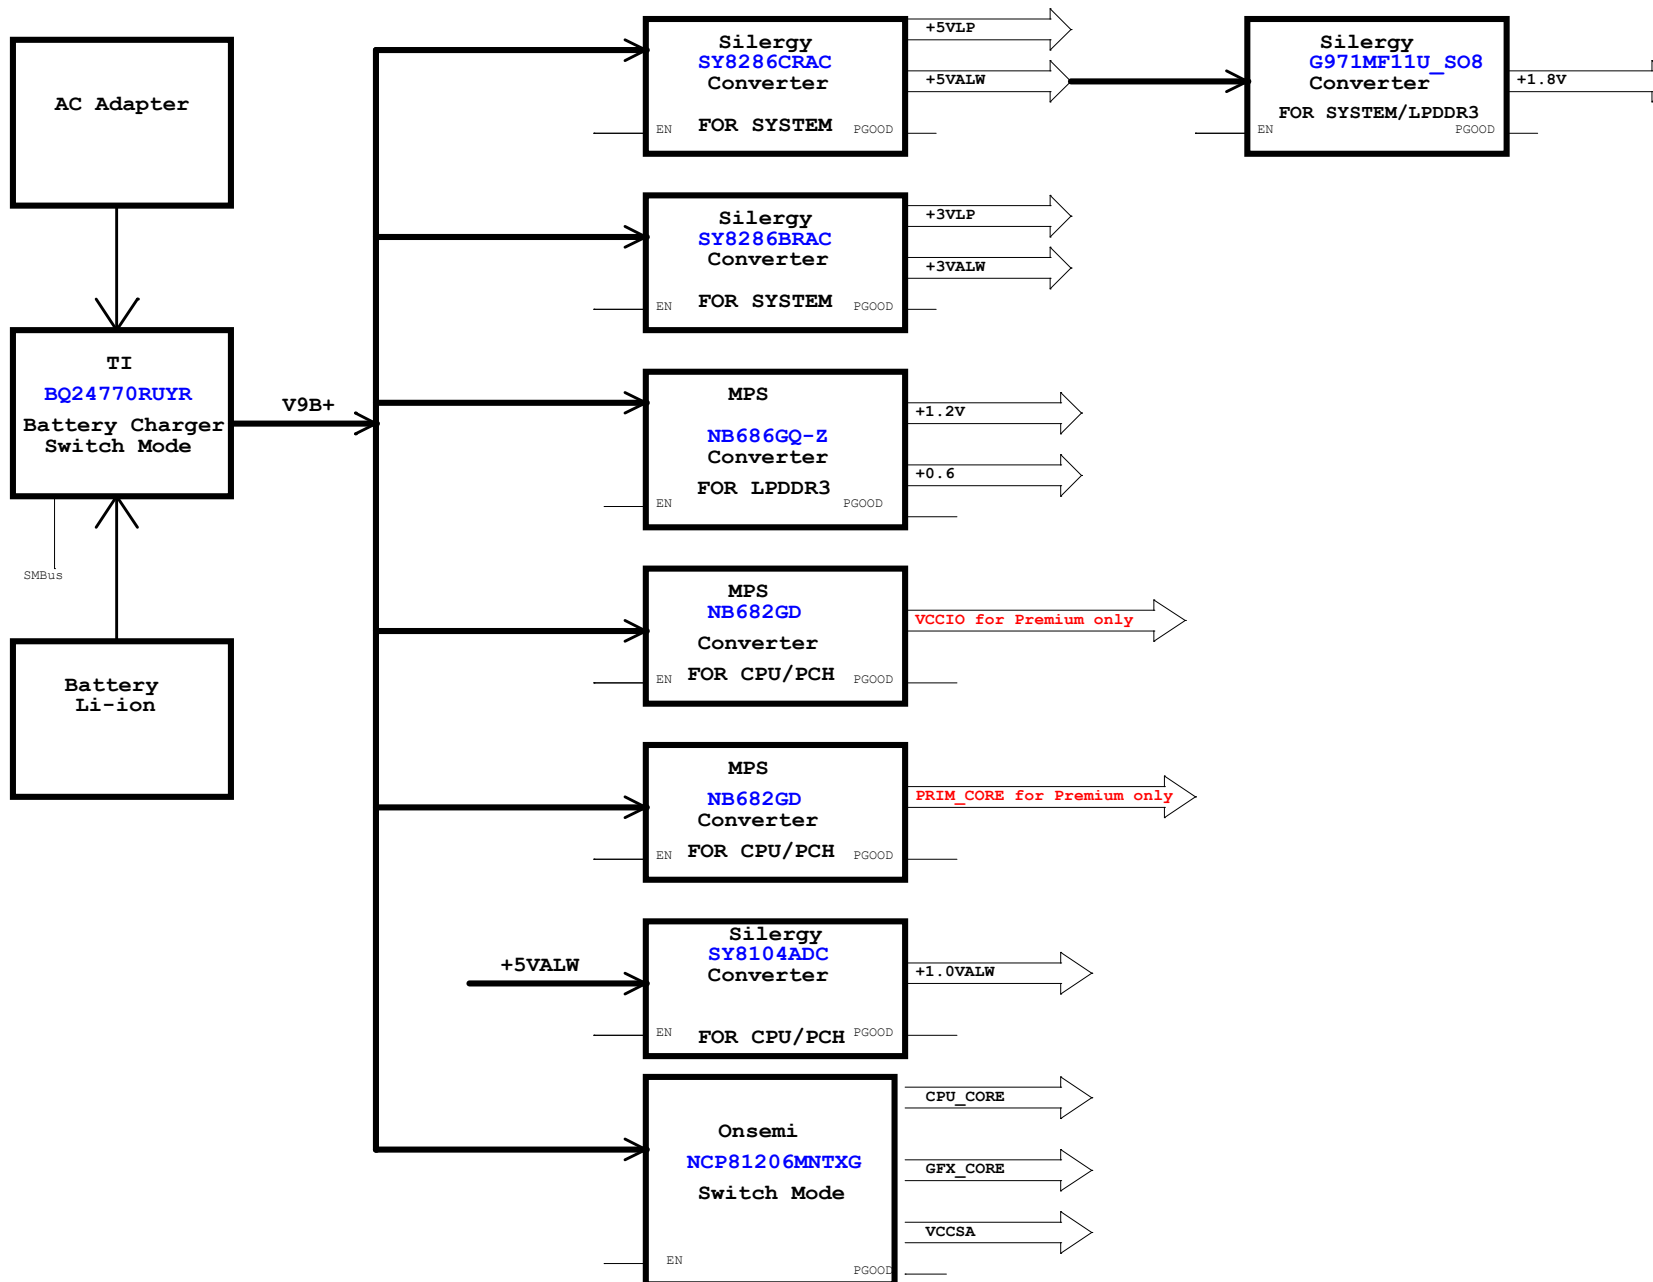 AC Adapter
TI
BQ24770RUYR
Battery Charger
Switch Mode
SMBus
Battery
Li-ion
V9B+
Silergy
SY8286CRAC
Converter
FOR SYSTEM
EN
PGOOD
+5VLP
+5VALW
Silergy
G971MF11U_SO8
Converter
FOR SYSTEM/LPDDR3
EN
PGOOD
+1.8V
Silergy
SY8286BRAC
Converter
FOR SYSTEM
EN
PGOOD
+3VLP
+3VALW
MPS
NB686GQ-Z
Converter
FOR LPDDR3
EN
PGOOD
+1.2V
+0.6
MPS
NB682GD
Converter
FOR CPU/PCH
EN
PGOOD
VCCIO for Premium only
MPS
NB682GD
Converter
FOR CPU/PCH
EN
PGOOD
PRIM_CORE for Premium only
+5VALW
Silergy
SY8104ADC
Converter
FOR CPU/PCH
EN
PGOOD
+1.0VALW
Onsemi
NCP81206MNTXG
Switch Mode
EN
PGOOD
CPU_CORE
GFX_CORE
VCCSA